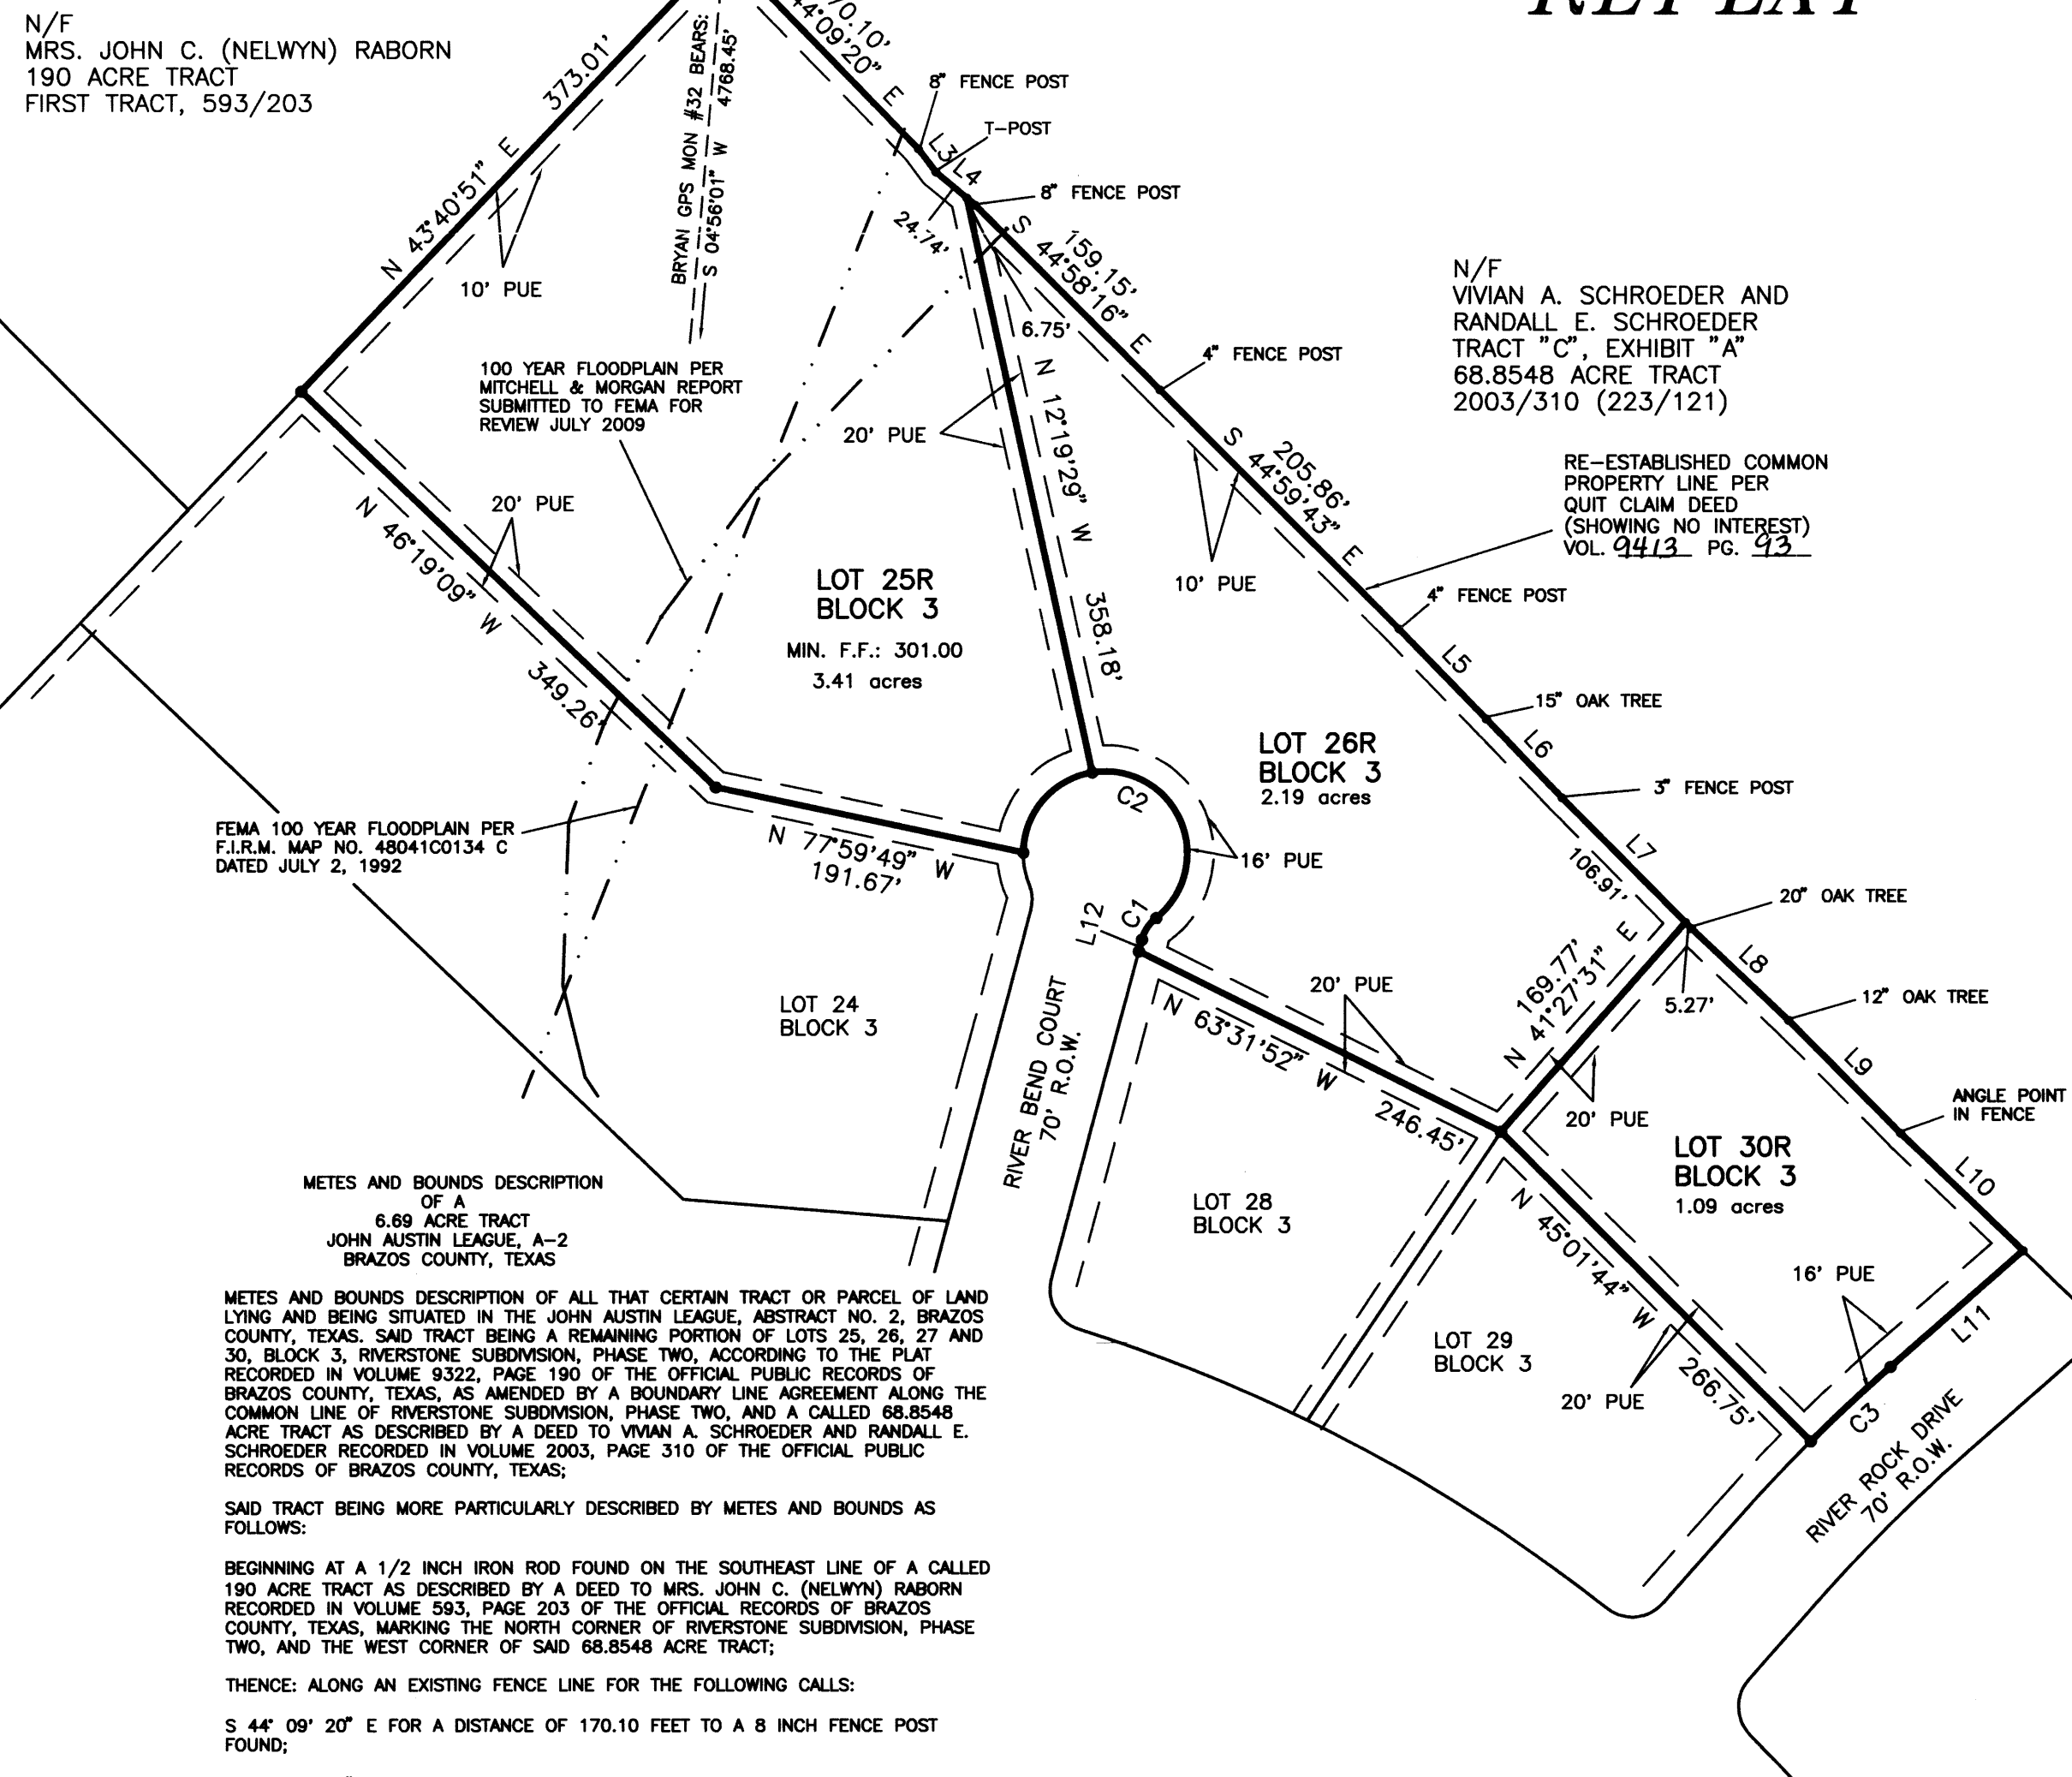 REPLAT
N/F
MRS. JOHN C. (NELWYN) RABORN
190 ACRE TRACT
FIRST TRACT, 593/203
N 43°40'51" E
373.01'
10' PUE
BRYAN GPS MON #32 BEARS:
S 04°56'01" W 4768.45'
70.10'
44°09'20" E
8" FENCE POST
T-POST
L3
L4
8" FENCE POST
24.74'
6.75'
159.15'
S 44°58'16" E
4" FENCE POST
N/F
VIVIAN A. SCHROEDER AND
RANDALL E. SCHROEDER
TRACT "C", EXHIBIT "A"
68.8548 ACRE TRACT
2003/310 (223/121)
100 YEAR FLOODPLAIN PER
MITCHELL & MORGAN REPORT
SUBMITTED TO FEMA FOR
REVIEW JULY 2009
20' PUE
N 12°19'29" W 358.18'
205.86'
S 44°59'43" E
10' PUE
RE-ESTABLISHED COMMON
PROPERTY LINE PER
QUIT CLAIM DEED
(SHOWING NO INTEREST)
VOL. 9413 PG. 93
4" FENCE POST
20' PUE
N 46°19'09" W
349.26'
LOT 25R
BLOCK 3
MIN. F.F.: 301.00
3.41 acres
L5
15" OAK TREE
L6
3" FENCE POST
LOT 26R
BLOCK 3
2.19 acres
C2
16' PUE
L7
106.91'
20" OAK TREE
FEMA 100 YEAR FLOODPLAIN PER
F.I.R.M. MAP NO. 48041C0134 C
DATED JULY 2, 1992
N 77°59'49" W
191.67'
L12
C1
L8
12" OAK TREE
5.27'
169.77'
N 41°27'31" E
20' PUE
N 63°31'52" W 246.45'
LOT 24
BLOCK 3
RIVER BEND COURT
70' R.O.W.
L9
ANGLE POINT
IN FENCE
20' PUE
LOT 30R
BLOCK 3
1.09 acres
L10
LOT 28
BLOCK 3
N 45°01'44" W
266.75'
16' PUE
L11
LOT 29
BLOCK 3
20' PUE
C3
RIVER ROCK DRIVE
70' R.O.W.
METES AND BOUNDS DESCRIPTION
OF A
6.69 ACRE TRACT
JOHN AUSTIN LEAGUE, A-2
BRAZOS COUNTY, TEXAS
METES AND BOUNDS DESCRIPTION OF ALL THAT CERTAIN TRACT OR PARCEL OF LAND
LYING AND BEING SITUATED IN THE JOHN AUSTIN LEAGUE, ABSTRACT NO. 2, BRAZOS
COUNTY, TEXAS. SAID TRACT BEING A REMAINING PORTION OF LOTS 25, 26, 27 AND
30, BLOCK 3, RIVERSTONE SUBDIVISION, PHASE TWO, ACCORDING TO THE PLAT
RECORDED IN VOLUME 9322, PAGE 190 OF THE OFFICIAL PUBLIC RECORDS OF
BRAZOS COUNTY, TEXAS, AS AMENDED BY A BOUNDARY LINE AGREEMENT ALONG THE
COMMON LINE OF RIVERSTONE SUBDIVISION, PHASE TWO, AND A CALLED 68.8548
ACRE TRACT AS DESCRIBED BY A DEED TO VIVIAN A. SCHROEDER AND RANDALL E.
SCHROEDER RECORDED IN VOLUME 2003, PAGE 310 OF THE OFFICIAL PUBLIC
RECORDS OF BRAZOS COUNTY, TEXAS;
SAID TRACT BEING MORE PARTICULARLY DESCRIBED BY METES AND BOUNDS AS
FOLLOWS:
BEGINNING AT A 1/2 INCH IRON ROD FOUND ON THE SOUTHEAST LINE OF A CALLED
190 ACRE TRACT AS DESCRIBED BY A DEED TO MRS. JOHN C. (NELWYN) RABORN
RECORDED IN VOLUME 593, PAGE 203 OF THE OFFICIAL RECORDS OF BRAZOS
COUNTY, TEXAS, MARKING THE NORTH CORNER OF RIVERSTONE SUBDIVISION, PHASE
TWO, AND THE WEST CORNER OF SAID 68.8548 ACRE TRACT;
THENCE: ALONG AN EXISTING FENCE LINE FOR THE FOLLOWING CALLS:
S 44° 09' 20" E FOR A DISTANCE OF 170.10 FEET TO A 8 INCH FENCE POST
FOUND;